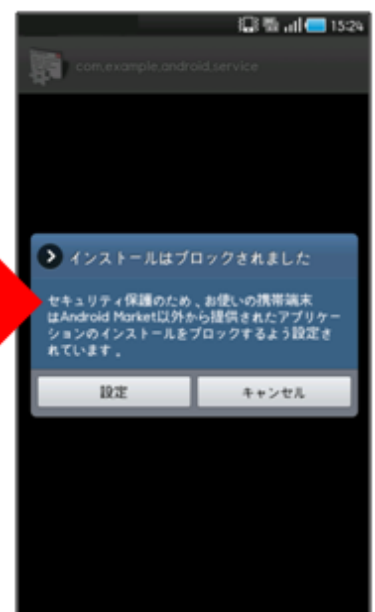 15:24
com.example.android.service
インストールはブロックされました
セキュリティ保護のため、お使いの携帯端末
はAndroid Market以外から提供されたアプリケー
ションのインストールをブロックするよう設定さ
れています。
設定 キャンセル